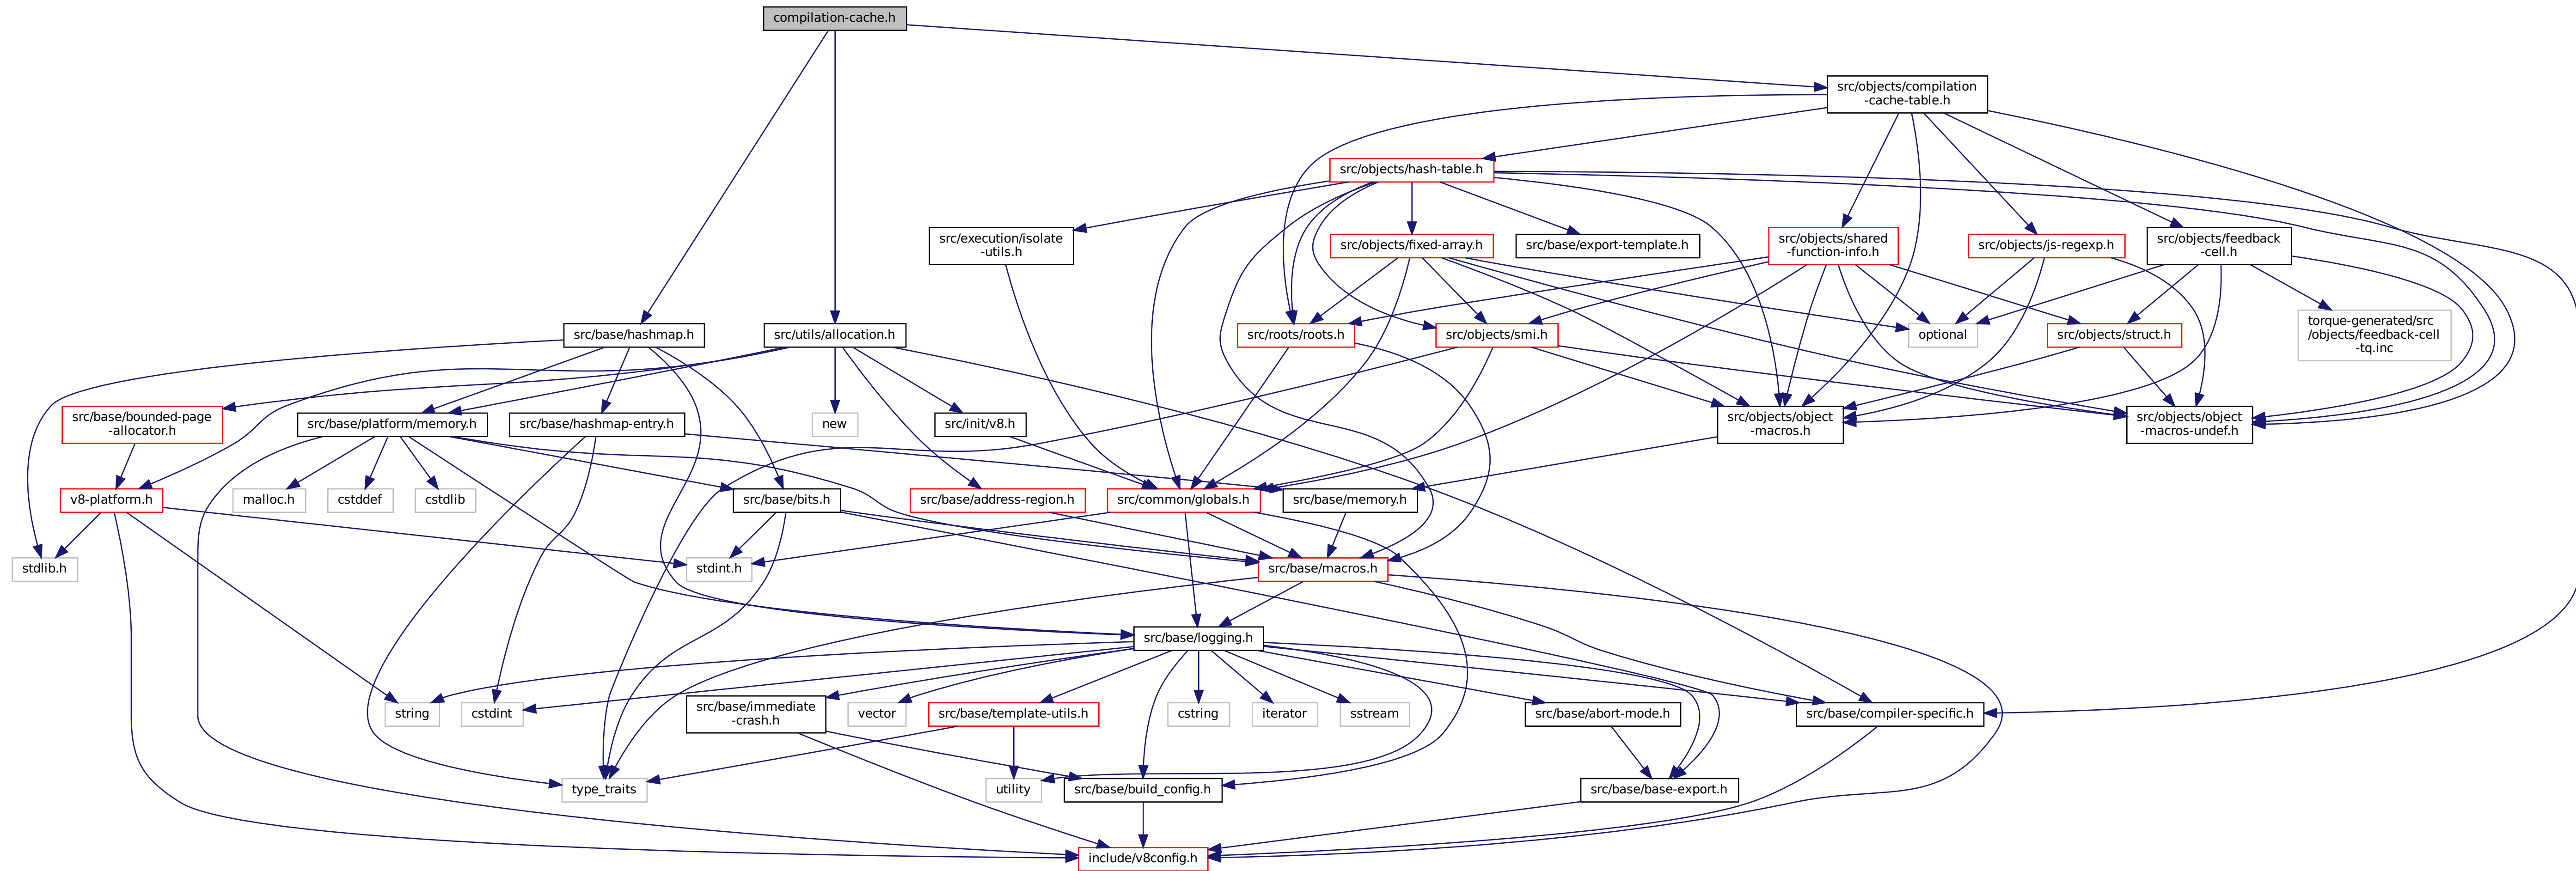 compilation-cache.h
src/objects/compilation
-cache-table.h
src/objects/hash-table.h
src/execution/isolate
-utils.h
src/objects/fixed-array.h
src/base/export-template.h
src/objects/shared
-function-info.h
src/objects/js-regexp.h
src/objects/feedback
-cell.h
src/base/hashmap.h
src/utils/allocation.h
src/roots/roots.h
src/objects/smi.h
optional
src/objects/struct.h
torque-generated/src
/objects/feedback-cell
-tq.inc
src/base/bounded-page
-allocator.h
src/base/platform/memory.h
src/base/hashmap-entry.h
new
src/init/v8.h
src/objects/object
-macros.h
src/objects/object
-macros-undef.h
v8-platform.h
malloc.h
cstddef
cstdlib
src/base/bits.h
src/base/address-region.h
src/common/globals.h
src/base/memory.h
stdlib.h
stdint.h
src/base/macros.h
src/base/logging.h
string
cstdint
src/base/immediate
-crash.h
vector
src/base/template-utils.h
cstring
iterator
sstream
src/base/abort-mode.h
src/base/compiler-specific.h
type_traits
utility
src/base/build_config.h
src/base/base-export.h
include/v8config.h